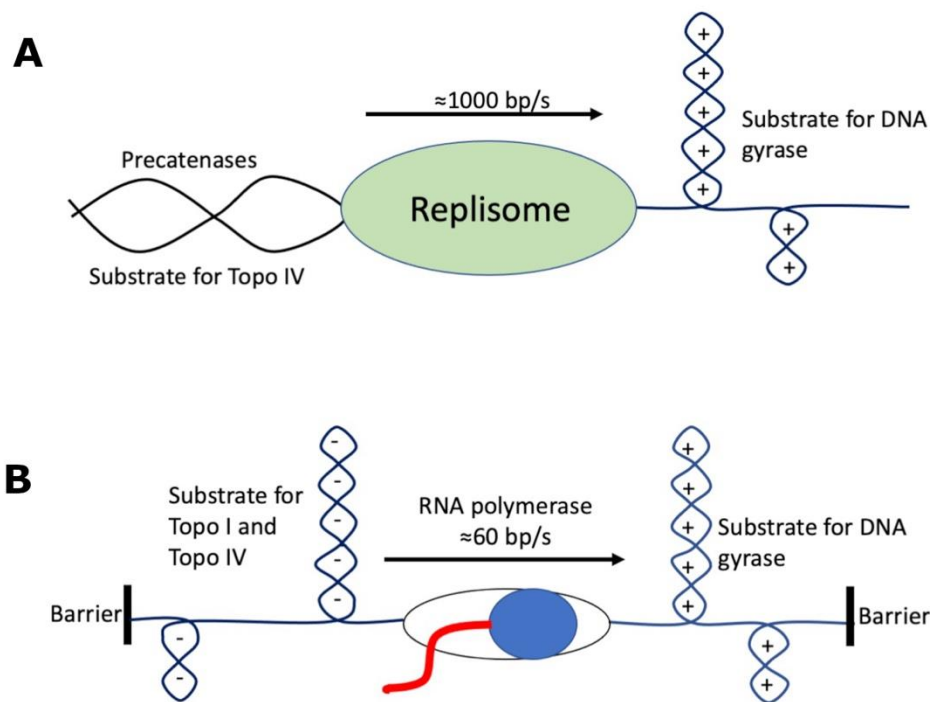 A
≈1000 bp/s
Precatenases
Replisome
Substrate for Topo IV
+
+
+
+
+
Substrate for DNA
gyrase
+
+
B
Substrate for
Topo I and
Topo IV
-
-
-
-
-
RNA polymerase
≈60 bp/s
+
+
+
+
+
Substrate for DNA
gyrase
Barrier
Barrier
-
-
+
+